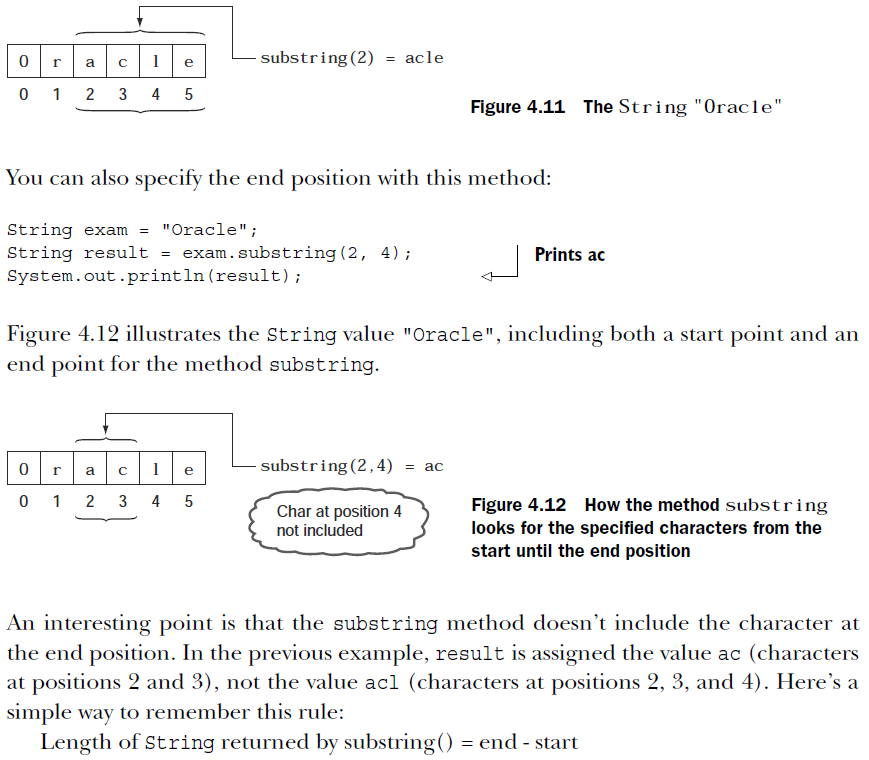 O r a c l e
substring(2) = acle
0 1 2 3 4 5
Figure 4.11 The String "Oracle"
You can also specify the end position with this method:
String exam = "Oracle";
String result = exam.substring(2, 4);
System.out.println(result);
Prints ac
Figure 4.12 illustrates the String value "Oracle", including both a start point and an
end point for the method substring.
O r a c l e
substring(2,4) = ac
0 1 2 3 4 5
Char at position 4
not included
Figure 4.12 How the method substring
looks for the specified characters from the
start until the end position
An interesting point is that the substring method doesn't include the character at
the end position. In the previous example, result is assigned the value ac (characters
at positions 2 and 3), not the value acl (characters at positions 2, 3, and 4). Here's a
simple way to remember this rule:
Length of String returned by substring() = end - start